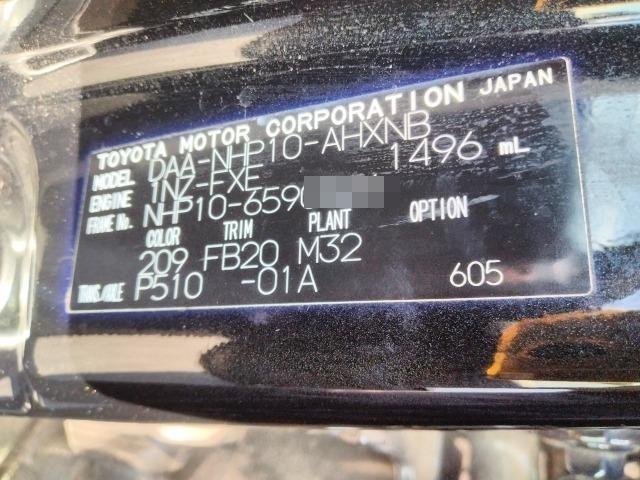 TOYOTA MOTOR CORPORATION JAPAN
MODEL DAA-NHP10-AHXNB
ENGINE 1NZ-FXE 1496 mL
FRAME No. NHP10-659
COLOR TRIM PLANT OPTION
209 FB20 M32
TRANS/AXLE P510 -01A 605